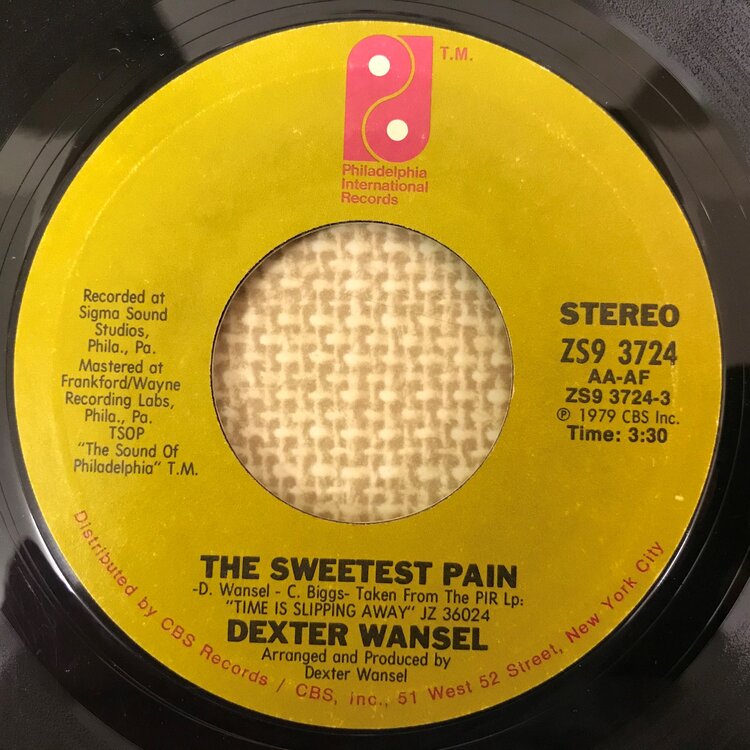 T.M.
Philadelphia
International
Records
Recorded at
Sigma Sound
Studios,
Phila., Pa.
Mastered at
Frankford/Wayne
Recording Labs,
Phila., Pa.
TSOP
"The Sound Of
Philadelphia" T.M.
STEREO
ZS9 3724
AA-AF
ZS9 3724-3
Ⓟ 1979 CBS Inc.
Time: 3:30
THE SWEETEST PAIN
-D. Wansel - C. Biggs- Taken From The PIR Lp:
"TIME IS SLIPPING AWAY" JZ 36024
DEXTER WANSEL
Arranged and Produced by
Dexter Wansel
Distributed by CBS Records / CBS, Inc., 51 West 52 Street, New York City